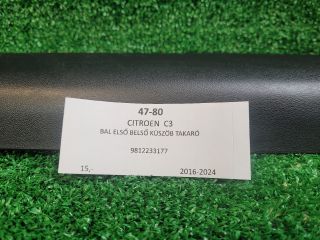 47-80
CITROEN C3
BAL ELSŐ BELSŐ KÜSZÖB TAKARÓ
9812233177
15,- 2016-2024